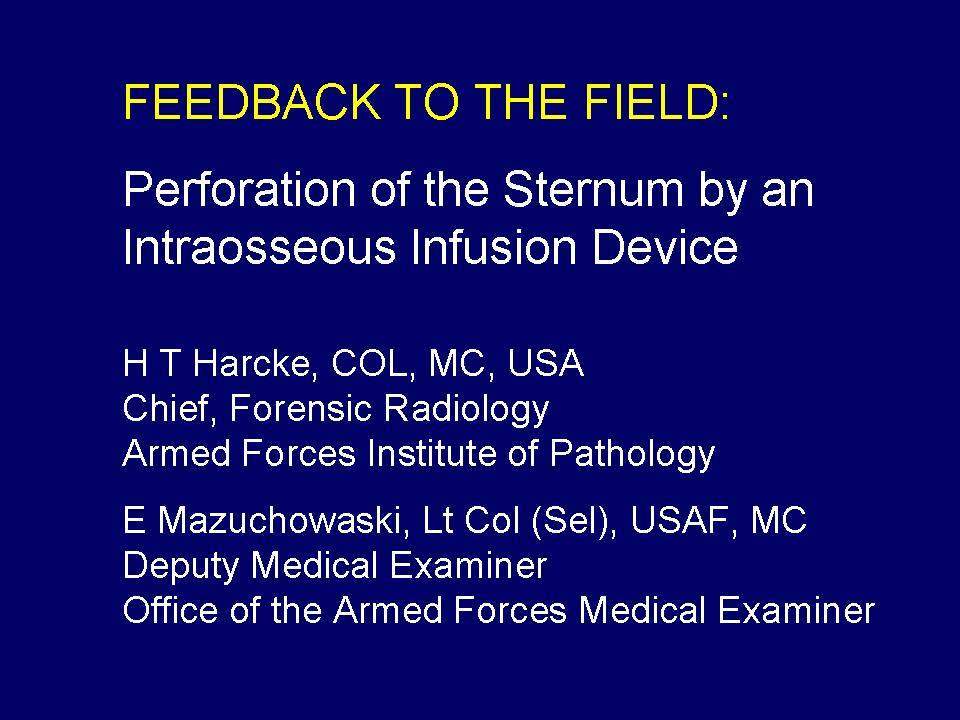 FEEDBACK TO THE FIELD:
Perforation of the Sternum by an
Intraosseous Infusion Device
H T Harcke, COL, MC, USA
Chief, Forensic Radiology
Armed Forces Institute of Pathology
E Mazuchowaski, Lt Col (Sel), USAF, MC
Deputy Medical Examiner
Office of the Armed Forces Medical Examiner